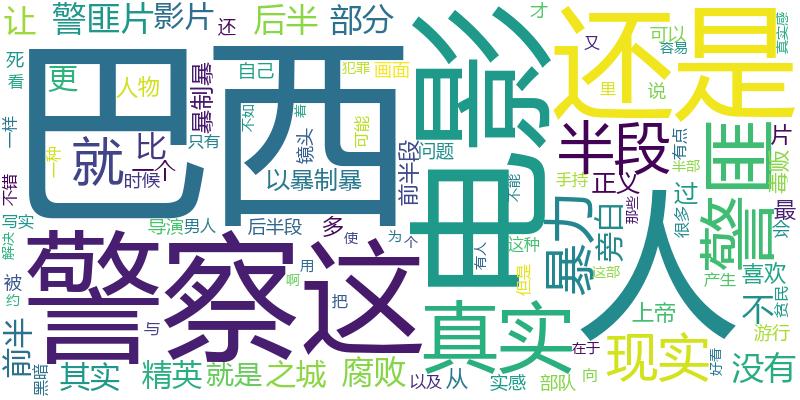 让
警匪片
影片
还
后半
部分
巴西
电影
还是
才
又
可以
容易
真实感
死
看
更
人物
暴制暴
自己
犯罪
画面
里
说
一样
一种
就
比
时候
一个
只有
不如
着
镜头
可能
以暴制暴
前半段
问题
半段
有点
半部
片
毒贩
警匪
不错
写实
解决
导演
男人
后半段
多
使
为
个
手持
正义
不能
那些
过
很多
最
会
暴力
旁白
人
警察
这
有人
这种
但是
这部
产生
喜欢
不
贫民
被
约
与
用
啊
把
真实
上帝
游行
前半
黑暗
其实
精英
就是
之城
腐败
以及
从
实感
部队
向
在于
现实
好看
没有